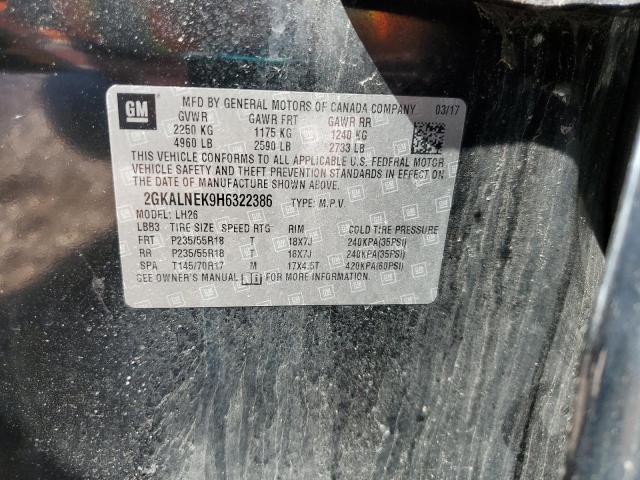 GM
MFD BY GENERAL MOTORS OF CANADA COMPANY 03/17
GVWR GAWR FRT GAWR RR
2250 KG 1175 KG 1240 KG
4960 LB 2590 LB 2733 LB
THIS VEHICLE CONFORMS TO ALL APPLICABLE U.S. FEDERAL MOTOR
VEHICLE SAFETY AND THEFT PREVENTION STANDARDS IN EFFECT ON THE
DATE OF MANUFACTURE SHOWN ABOVE.
2GKALNEK9H6322386 TYPE: M.P.V.
MODEL: LH26
LBB3 TIRE SIZE SPEED RTG RIM COLD TIRE PRESSURE
FRT P235/55R18 T 18X7J 240KPA(35PSI)
RR P235/55R18 T 18X7J 240KPA(35PSI)
SPA T145/70R17 M 17X4.5T 420KPA(60PSI)
SEE OWNER'S MANUAL FOR MORE INFORMATION.